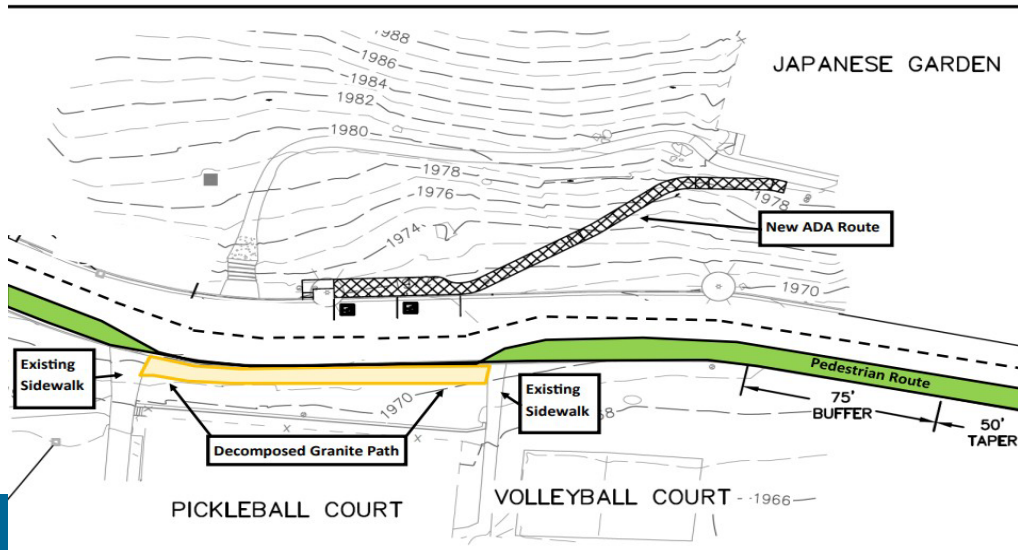 1988
1986
1984
1982
1980
1978
1976
1974
JAPANESE GARDEN
1978
New ADA Route
1970
Existing
Sidewalk
Existing
Sidewalk
1970
Decomposed Granite Path
Pedestrian Route
75'
BUFFER
50'
TAPER
PICKLEBALL COURT
VOLLEYBALL COURT
1966